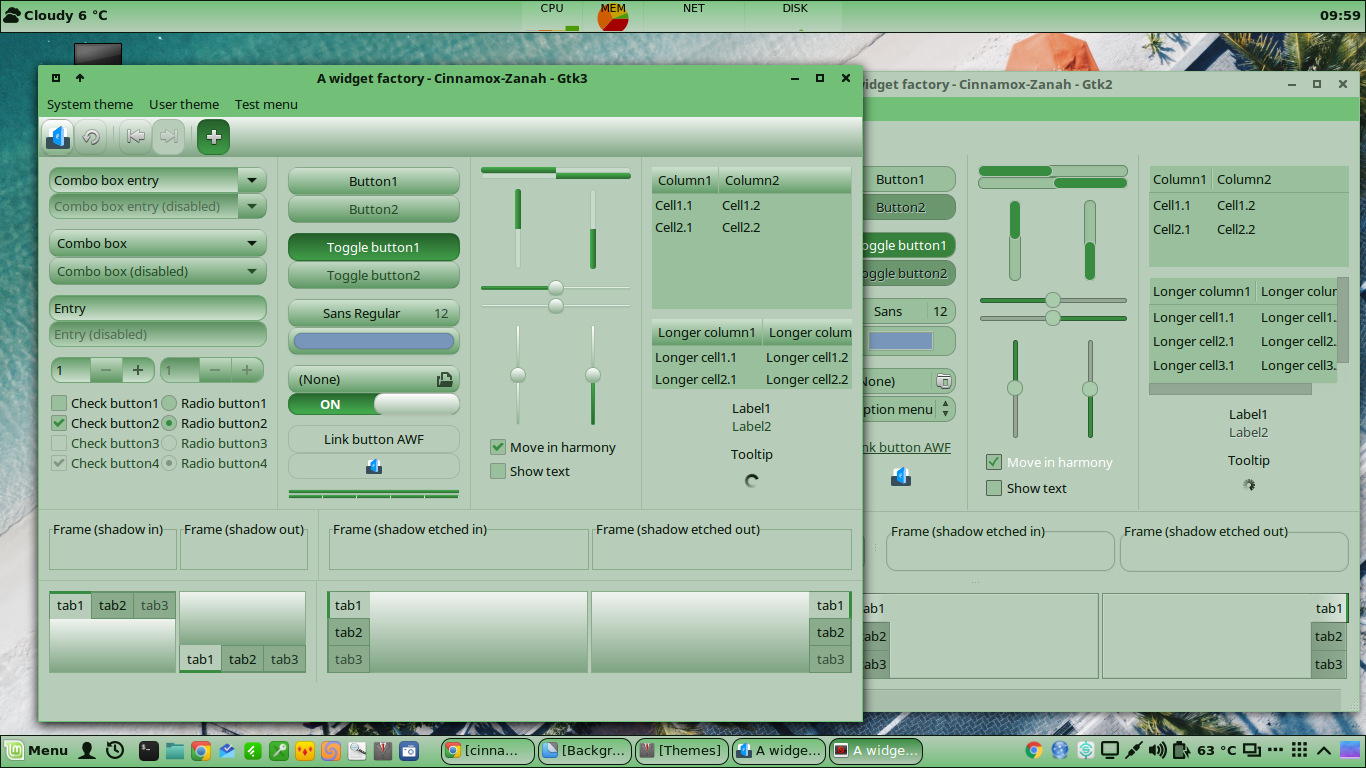 Cloudy 6 °C
CPU
MEM
NET
DISK
09:59
A widget factory - Cinnamox-Zanah - Gtk3
System theme User theme Test menu
Combo box entry
Combo box entry (disabled)
Combo box
Combo box (disabled)
Entry
Entry (disabled)
1
1
Check button1 Radio button1
Check button2 Radio button2
Check button3 Radio button3
Check button4 Radio button4
Button1
Button2
Toggle button1
Toggle button2
Sans Regular 12
(None)
ON
Link button AWF
Move in harmony
Show text
Column1 Column2
Cell1.1 Cell1.2
Cell2.1 Cell2.2
Longer column1 Longer colum
Longer cell1.1 Longer cell1.2
Longer cell2.1 Longer cell2.2
Label1
Label2
Tooltip
Frame (shadow in) Frame (shadow out) Frame (shadow etched in) Frame (shadow etched out)
tab1 tab2 tab3
tab1 tab2 tab3
tab1
tab2
tab3
tab1
tab2
tab3
widget factory - Cinnamox-Zanah - Gtk2
Button1
Button2
oggle button1
oggle button2
Sans 12
None)
ption menu
nk button AWF
Move in harmony
Show text
Column1 Column2
Cell1.1 Cell1.2
Cell2.1 Cell2.2
Longer column1 Longer colur
Longer cell1.1 Longer cell1.
Longer cell2.1 Longer cell2.
Longer cell3.1 Longer cell3.
Label1
Label2
Tooltip
Frame (shadow etched in) Frame (shadow etched out)
ab1
ab2
ab3
tab1
tab2
tab3
Menu
[cinna...
[Backgr...
[Themes]
A widge...
A widge...
63 °C